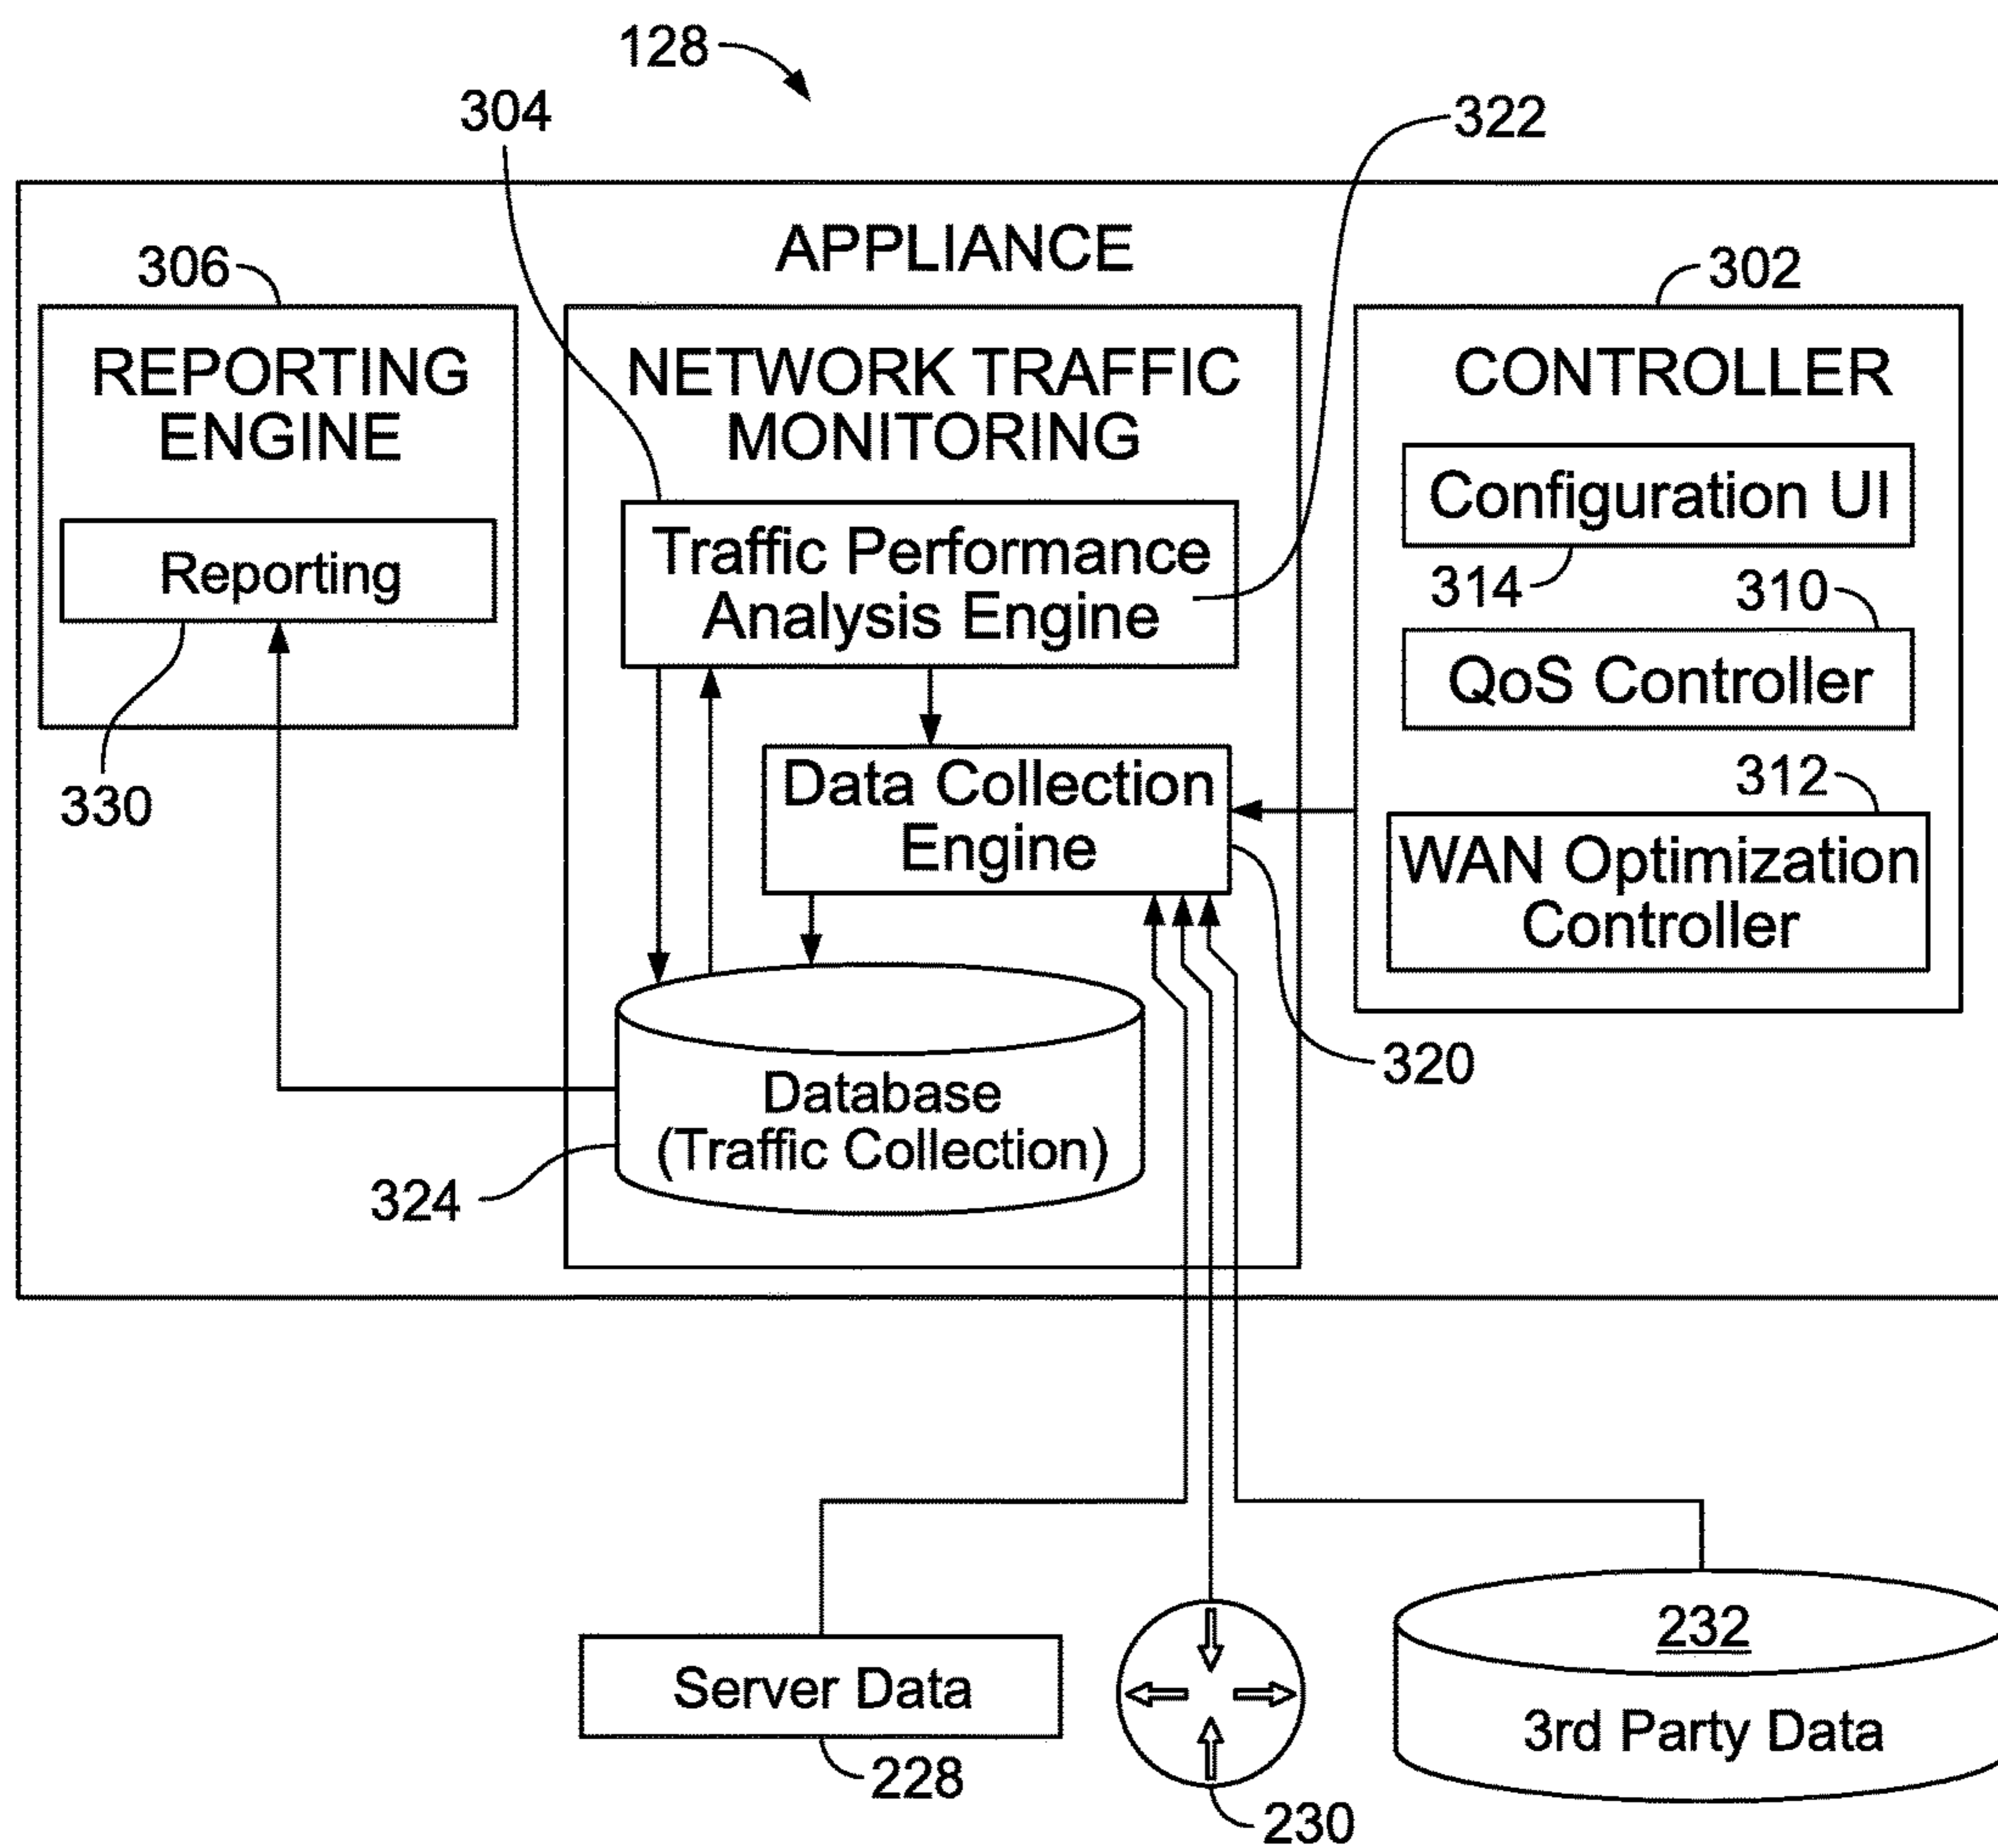 128
304
322
APPLIANCE
306
302
REPORTING
ENGINE
NETWORK TRAFFIC
MONITORING
CONTROLLER
Configuration UI
314
310
QoS Controller
312
WAN Optimization
Controller
Reporting
330
Traffic Performance
Analysis Engine
Data Collection
Engine
320
Database
(Traffic Collection)
324
Server Data
228
230
232
3rd Party Data